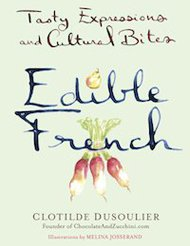 Tasty Expressions
and Cultural Bites
Edible
French
CLOTILDE DUSOULIER
Founder of ChocolateAndZucchini.com
Illustrations by MELINA JOSSERAND